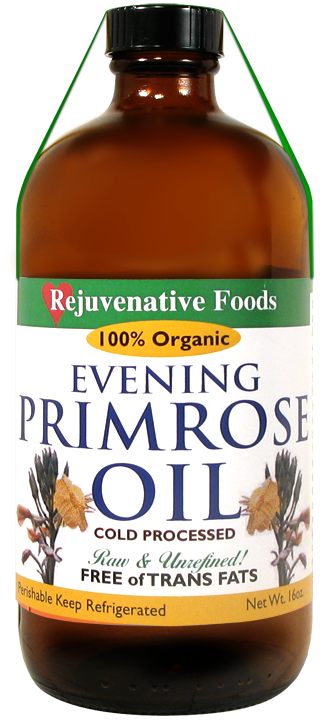 Rejuvenative Foods
100% Organic
EVENING
PRIMROSE
OIL
COLD PROCESSED
Raw & Unrefined!
FREE of TRANS FATS
Perishable Keep Refrigerated
Net Wt. 16oz.